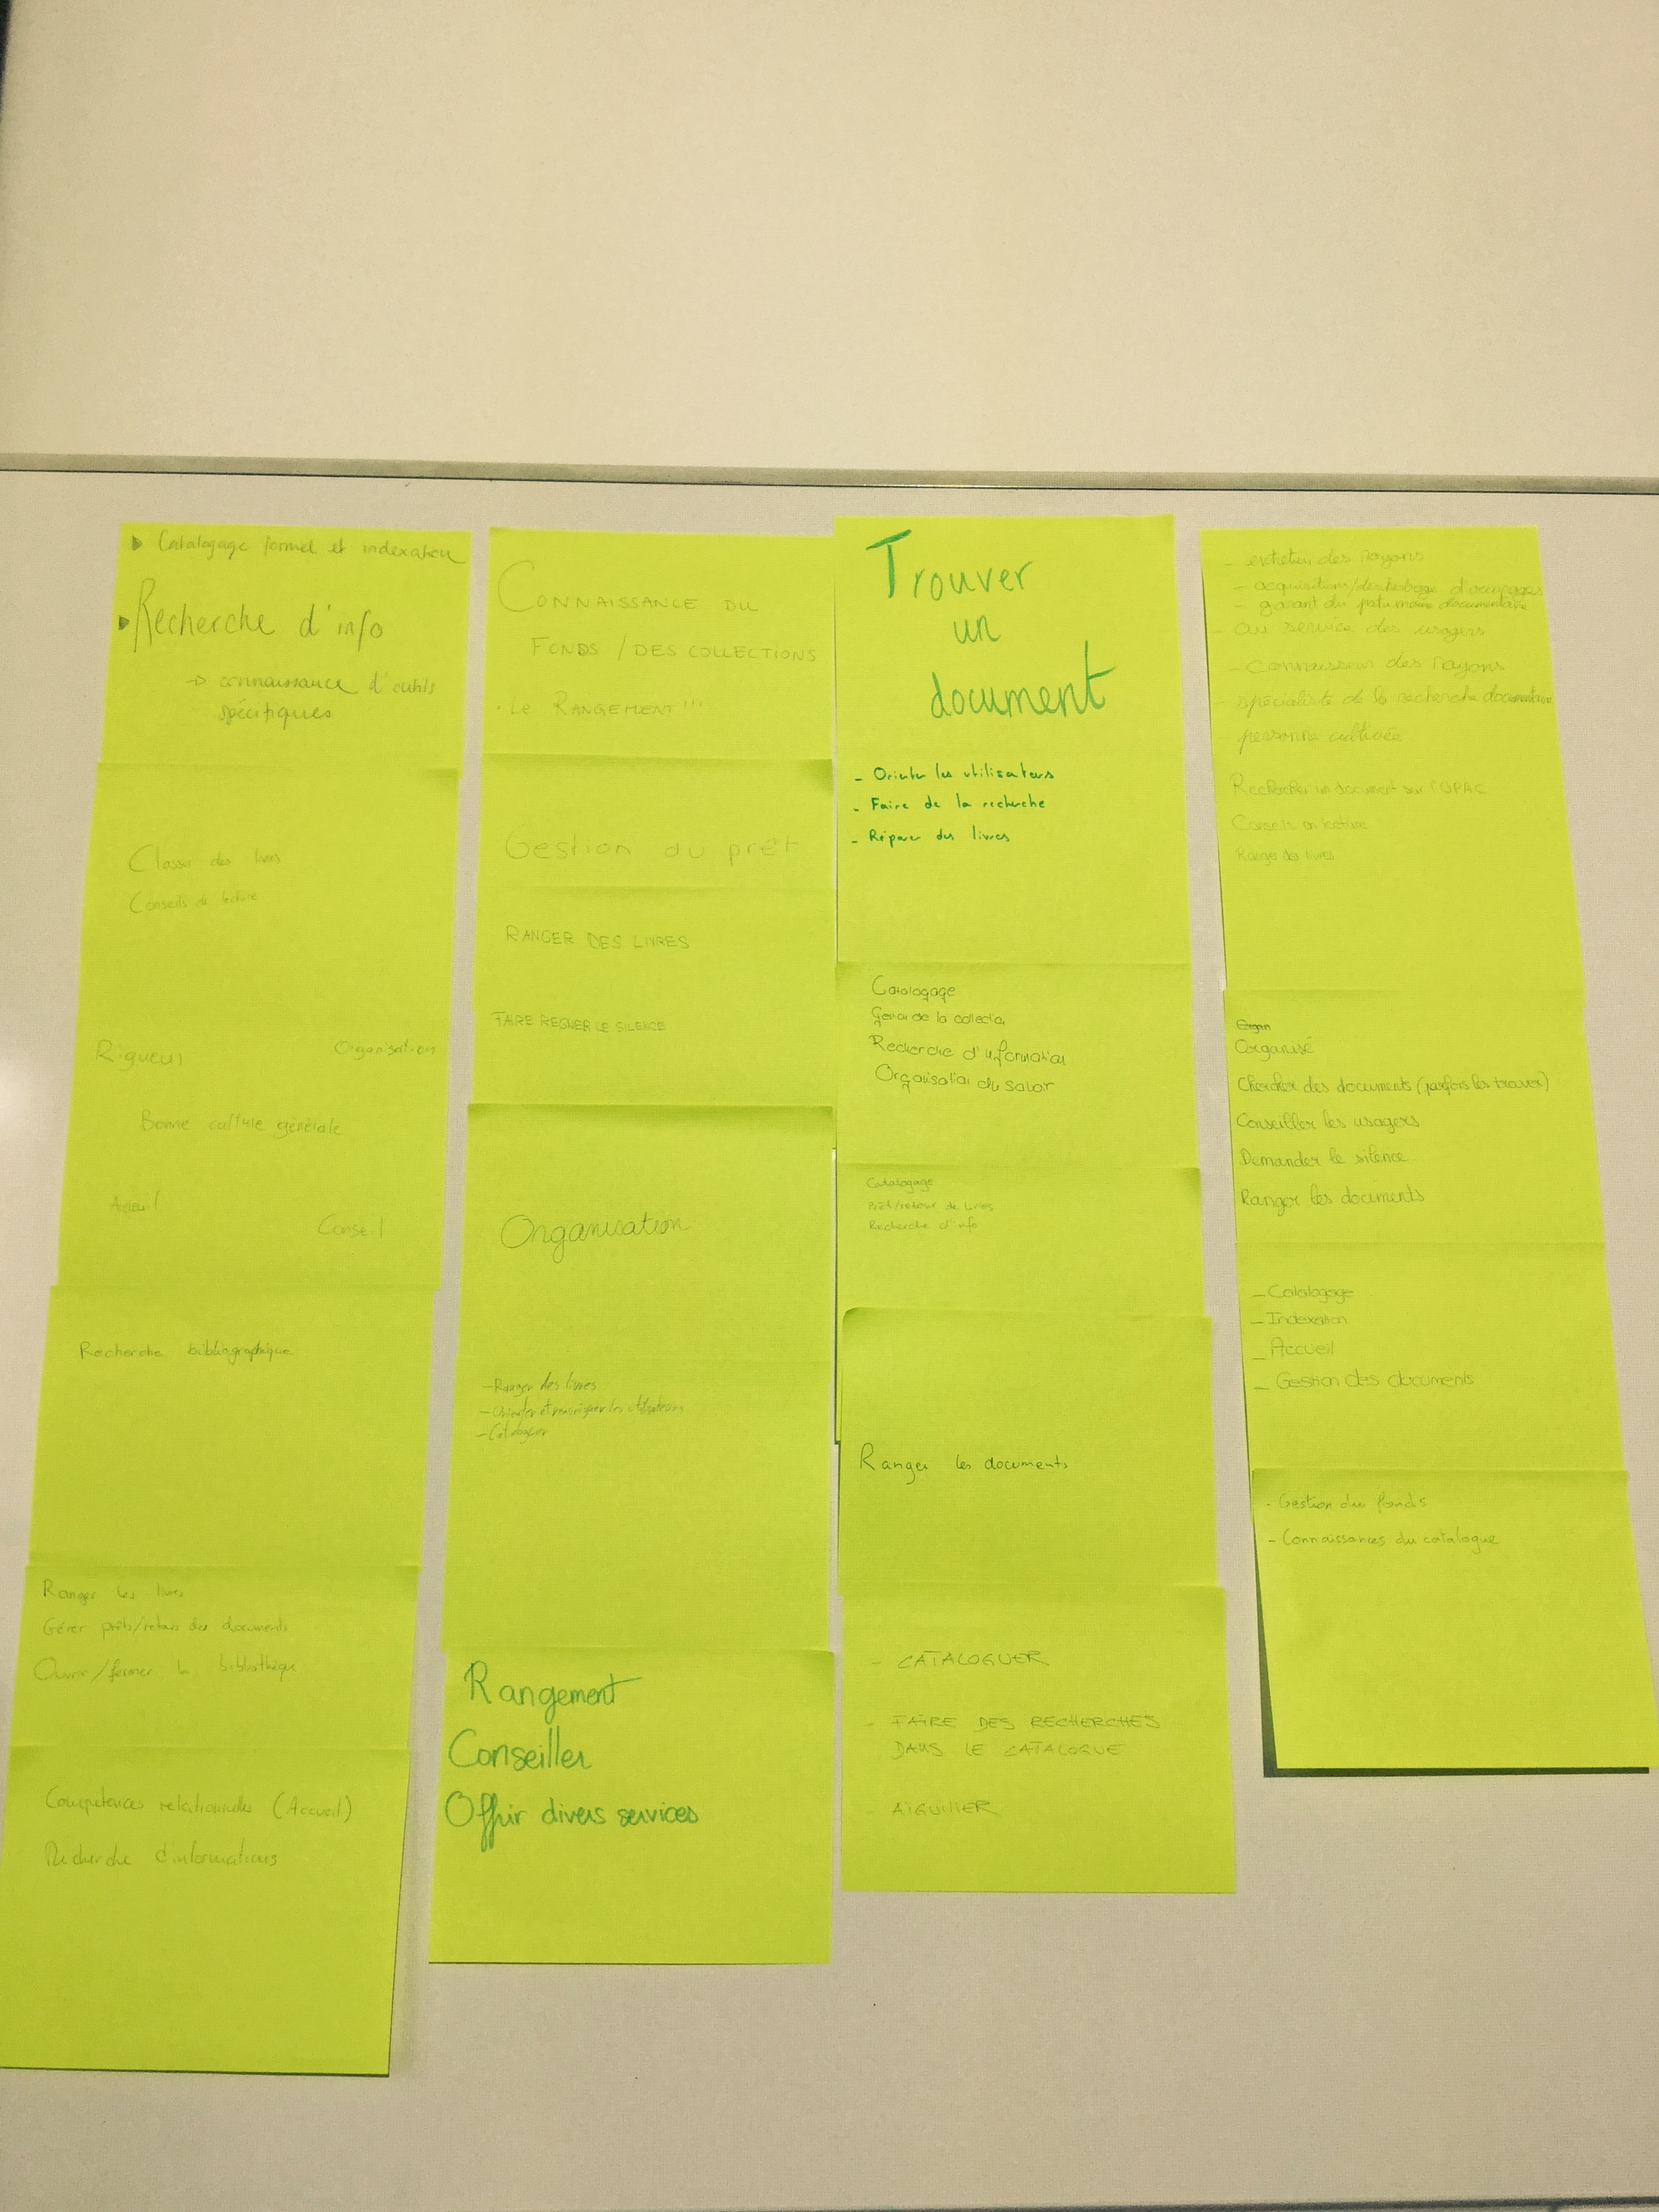 ▶ Catalogage formel et indexation
▶ Recherche d'info
→ connaissance d'outils
spécifiques
Classer des livres
Conseils de lecture
Rigueur Organisation
Bonne culture générale
Accueil
Conseil
Recherche bibliographique
Ranger les livres
Gérer prêts/retours des documents
Ouvrir/fermer la bibliothèque
Compétences relationnelles (Accueil)
Recherche d'informations
CONNAISSANCE DU
FONDS / DES COLLECTIONS
· LE RANGEMENT !!!
Gestion du prêt
RANGER DES LIVRES
FAIRE REGNER LE SILENCE
Organisation
- Ranger des livres
- Orienter et renseigner les utilisateurs
- Cataloguer
Rangement
Conseiller
Offrir divers services
Trouver
un
document
- Orienter les utilisateurs
- Faire de la recherche
- Réparer des livres
Catalogage
de la collection
Recherche d'information
Organisation du savoir
Catalogage
Prêt/retour de livres
Recherche d'info
Ranger les documents
- CATALOGUER
- FAIRE DES RECHERCHES
DANS LE CATALOGUE
- AIGUILLER
- entretien des rayons
- acquisitions/desherbage d'ouvrages
- garant du patrimoine documentaire
- au service des usagers
- connaisseur des rayons
- spécialiste de la recherche documentaire
- personne cultivée
Rechercher un document sur l'OPAC
Conseils en lecture
Ranger des livres
Organisé
Chercher des documents (parfois les trouver)
Conseiller les usagers
Demander le silence
Ranger les documents
- Catalogage
- Indexation
- Accueil
- Gestion des documents
- Gestion du fonds
- Connaissances du catalogue